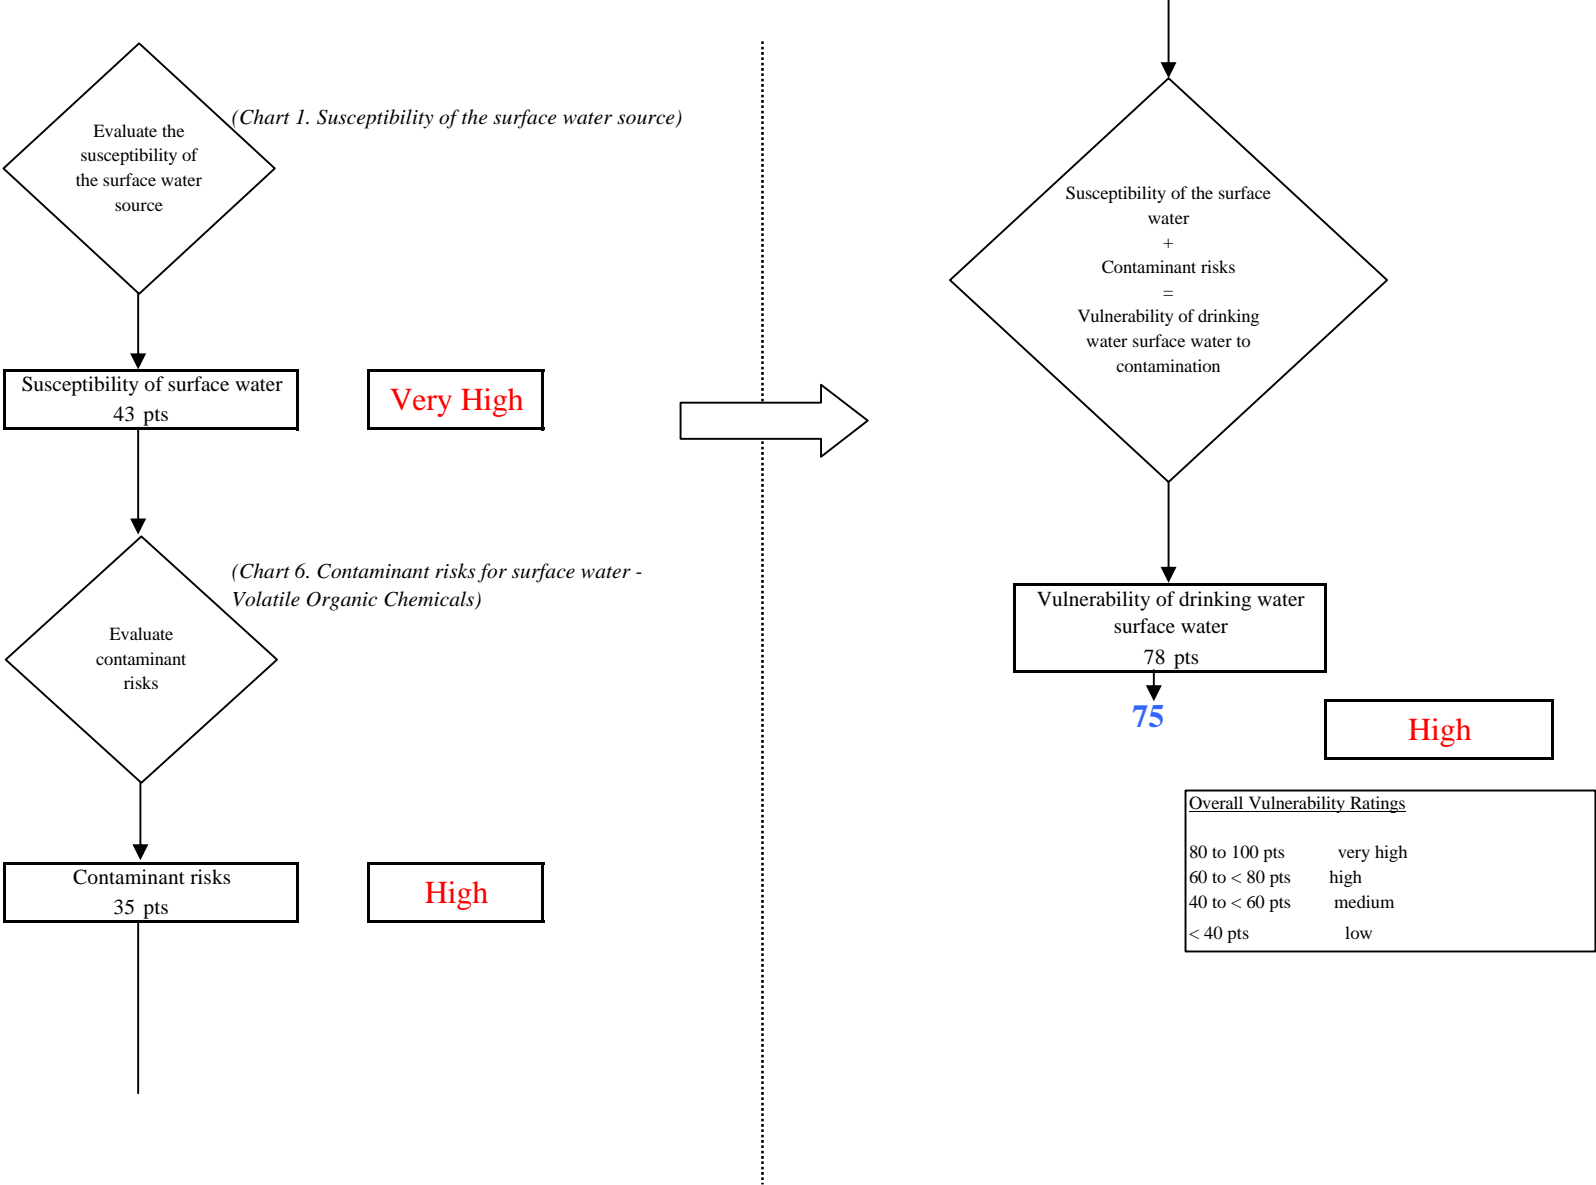 Evaluate the
susceptibility of
the surface water
source
(Chart 1. Susceptibility of the surface water source)
Susceptibility of surface water
43 pts
Very High
(Chart 6. Contaminant risks for surface water -
Volatile Organic Chemicals)
Evaluate
contaminant
risks
Contaminant risks
35 pts
High
Susceptibility of the surface
water
+
Contaminant risks
=
Vulnerability of drinking
water surface water to
contamination
Vulnerability of drinking water
surface water
78 pts
75
High
Overall Vulnerability Ratings
80 to 100 pts very high
60 to < 80 pts high
40 to < 60 pts medium
< 40 pts low